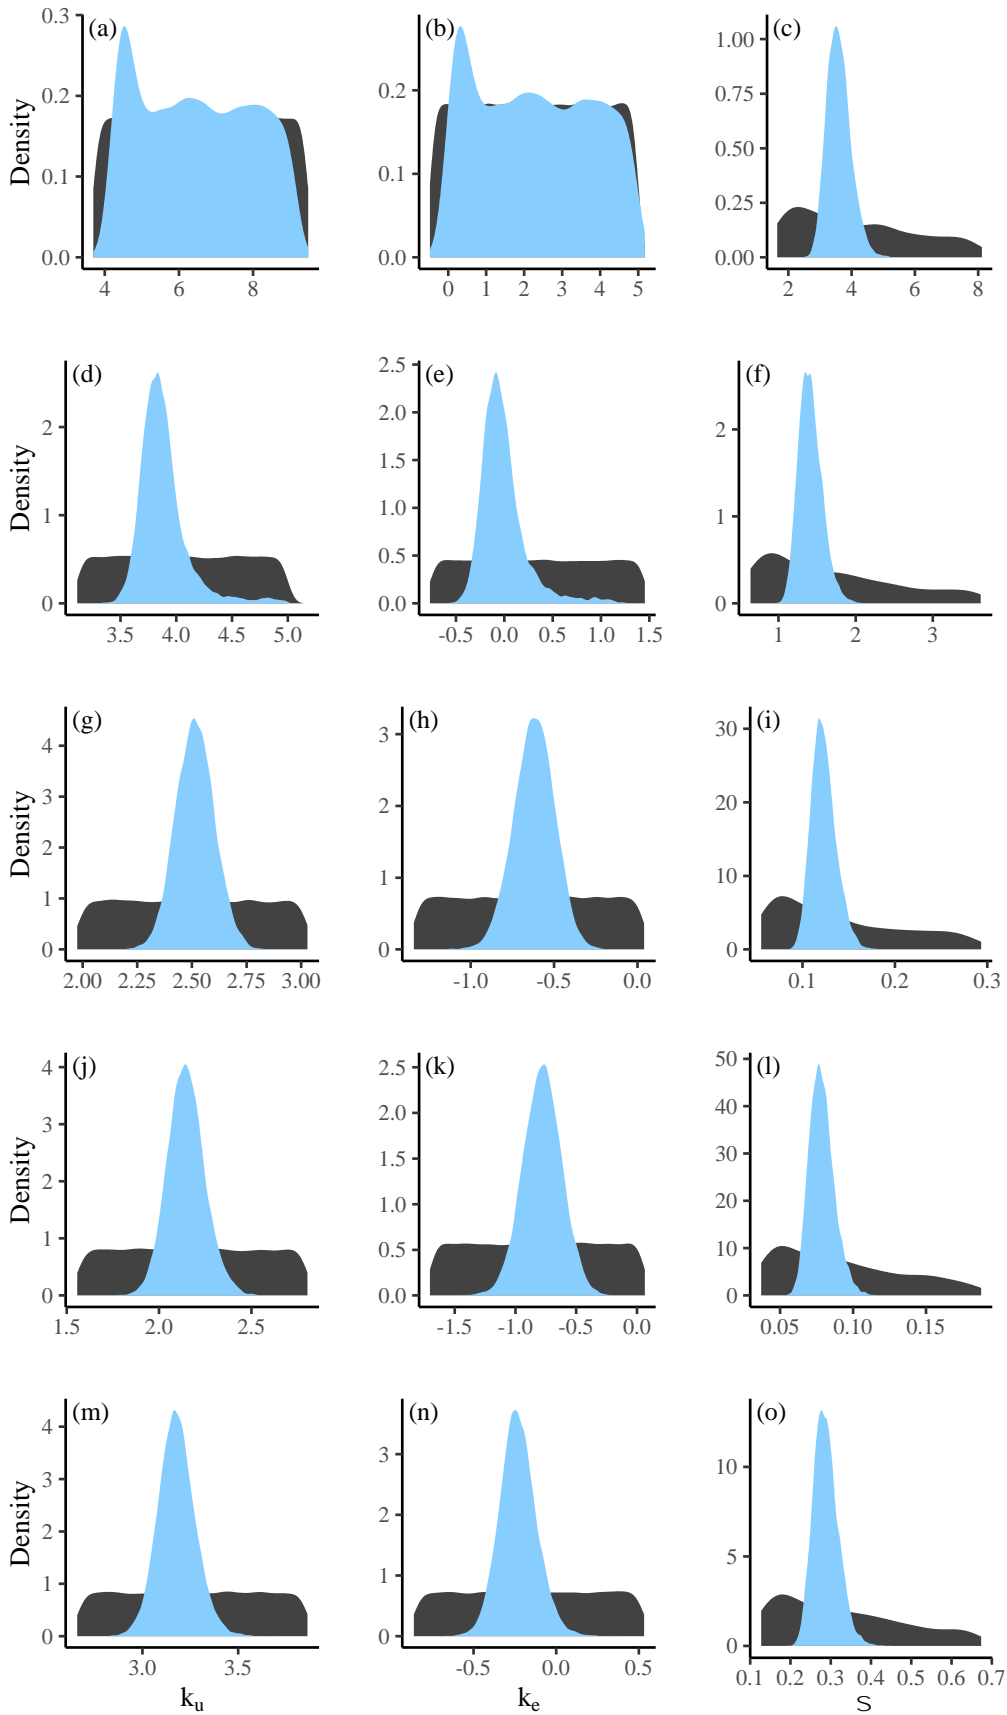 (a) (b) (c)
0.3
0.2
0.1
0.0
Density
4 6 8
0.2
0.1
0.0
0 1 2 3 4 5
1.00
0.75
0.50
0.25
0.00
2 4 6 8
(d) (e) (f)
2
1
0
Density
3.5 4.0 4.5 5.0
2.5
2.0
1.5
1.0
0.5
0.0
-0.5 0.0 0.5 1.0 1.5
2
1
0
1 2 3
(g) (h) (i)
4
3
2
1
0
Density
2.00 2.25 2.50 2.75 3.00
3
2
1
0
-1.0 -0.5 0.0
30
20
10
0
0.1 0.2 0.3
(j) (k) (l)
4
3
2
1
0
Density
1.5 2.0 2.5
2.5
2.0
1.5
1.0
0.5
0.0
-1.5 -1.0 -0.5 0.0
50
40
30
20
10
0
0.05 0.10 0.15
(m) (n) (o)
4
3
2
1
0
Density
3.0 3.5
3
2
1
0
-0.5 0.0 0.5
10
5
0
0.1 0.2 0.3 0.4 0.5 0.6 0.7
k_u k_e s